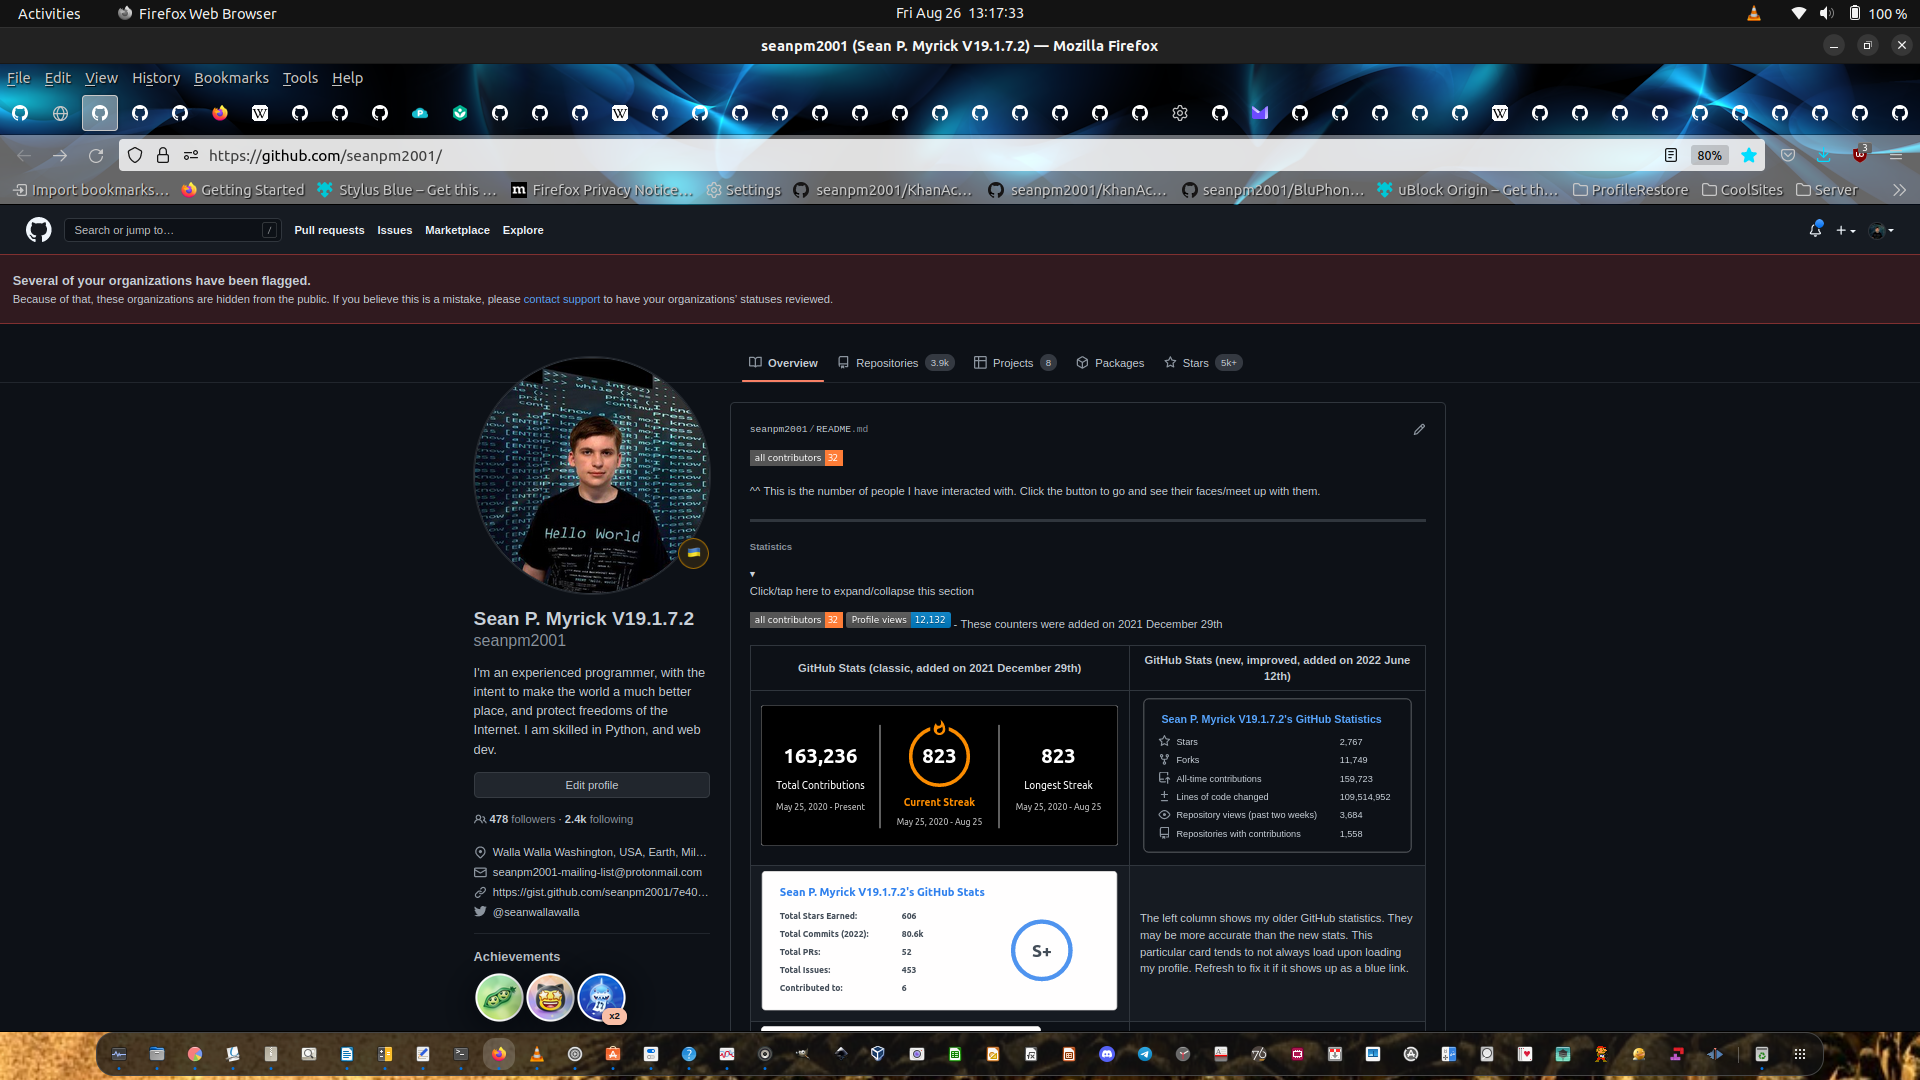 Activities
Firefox Web Browser
Fri Aug 26 13:17:33
100 %
seanpm2001 (Sean P. Myrick V19.1.7.2) — Mozilla Firefox
File Edit View History Bookmarks Tools Help
https://github.com/seanpm2001/
80%
3
Import bookmarks… Getting Started Stylus Blue – Get this … Firefox Privacy Notice… Settings seanpm2001/KhanAc… seanpm2001/KhanAc… seanpm2001/BluPhon… uBlock Origin – Get th… ProfileRestore CoolSites Server
Search or jump to… /
Pull requests Issues Marketplace Explore
Several of your organizations have been flagged.
Because of that, these organizations are hidden from the public. If you believe this is a mistake, please contact support to have your organizations' statuses reviewed.
Overview Repositories 3.9k Projects 8 Packages Stars 5k+
Hello World
Sean P. Myrick V19.1.7.2
seanpm2001
I'm an experienced programmer, with the
intent to make the world a much better
place, and protect freedoms of the
Internet. I am skilled in Python, and web
dev.
Edit profile
478 followers · 2.4k following
Walla Walla Washington, USA, Earth, Mil…
seanpm2001-mailing-list@protonmail.com
https://gist.github.com/seanpm2001/7e40…
@seanwallawalla
Achievements
x2
seanpm2001/README.md
all contributors 32
^^ This is the number of people I have interacted with. Click the button to go and see their faces/meet up with them.
Statistics
Click/tap here to expand/collapse this section
all contributors 32 Profile views 12,132 - These counters were added on 2021 December 29th
GitHub Stats (classic, added on 2021 December 29th)
GitHub Stats (new, improved, added on 2022 June
12th)
163,236
Total Contributions
May 25, 2020 - Present
823
Current Streak
May 25, 2020 - Aug 25
823
Longest Streak
May 25, 2020 - Aug 25
Sean P. Myrick V19.1.7.2's GitHub Statistics
Stars 2,767
Forks 11,749
All-time contributions 159,723
Lines of code changed 109,514,952
Repository views (past two weeks) 3,684
Repositories with contributions 1,558
Sean P. Myrick V19.1.7.2's GitHub Stats
Total Stars Earned: 606
Total Commits (2022): 80.6k
Total PRs: 52
Total Issues: 453
Contributed to: 6
S+
The left column shows my older GitHub statistics. They
may be more accurate than the new stats. This
particular card tends to not always load upon loading
my profile. Refresh to fix it if it shows up as a blue link.